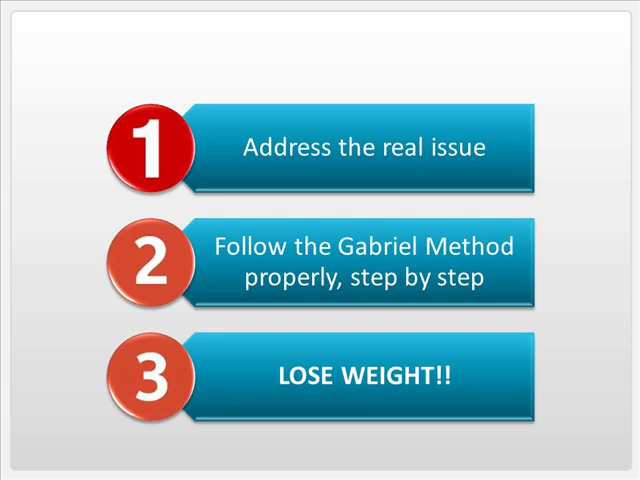 1
Address the real issue
2
Follow the Gabriel Method
properly, step by step
3
LOSE WEIGHT!!